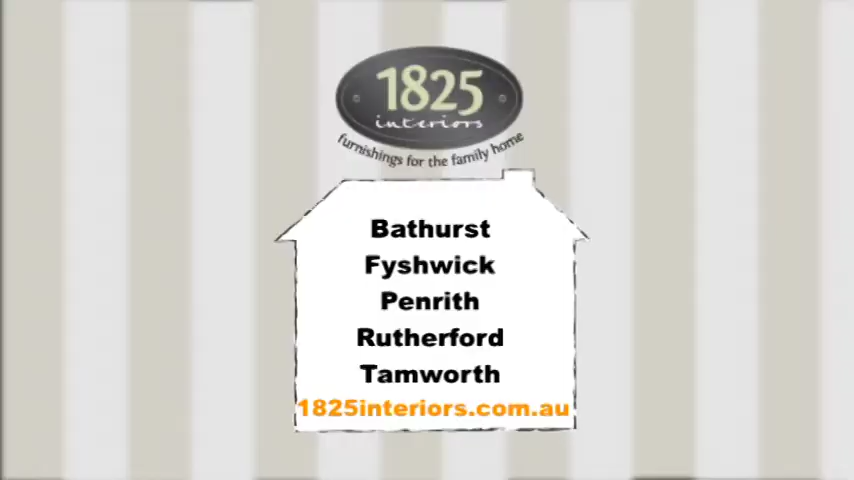 1825
interiors
furnishings for the family home
Bathurst
Fyshwick
Penrith
Rutherford
Tamworth
1825interiors.com.au